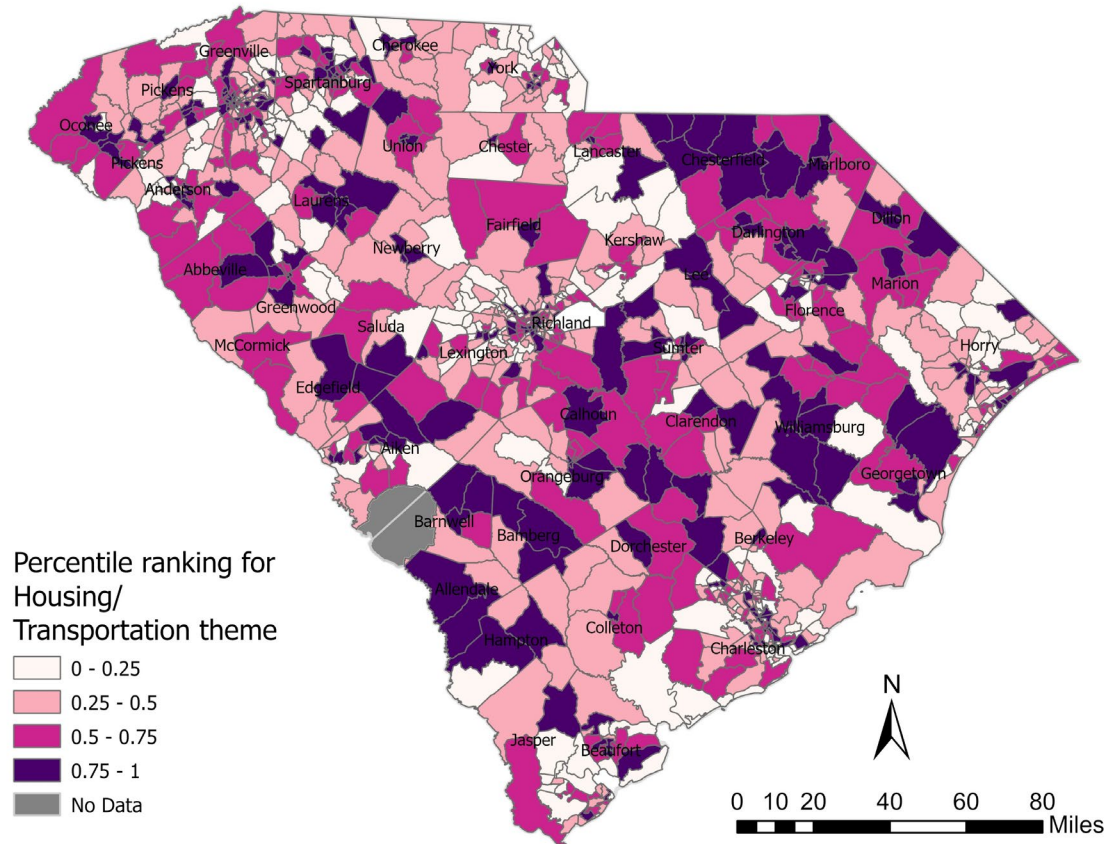 Greenville
Cherokee
York
Pickens
Spartanburg
Oconee
Union
Chester
Lancaster
Chesterfield
Marlboro
Pickens
Anderson
Laurens
Fairfield
Dillon
Darlington
Newberry
Kershaw
Lee
Abbeville
Marion
Greenwood
Florence
Saluda
Richland
McCormick
Lexington
Sumter
Horry
Edgefield
Calhoun
Clarendon
Williamsburg
Aiken
Orangeburg
Georgetown
Barnwell
Bamberg
Dorchester
Berkeley
Allendale
Hampton
Colleton
Charleston
Jasper
Beaufort
Percentile ranking for
Housing/
Transportation theme
0 - 0.25
0.25 - 0.5
0.5 - 0.75
0.75 - 1
No Data
N
0 10 20 40 60 80
Miles